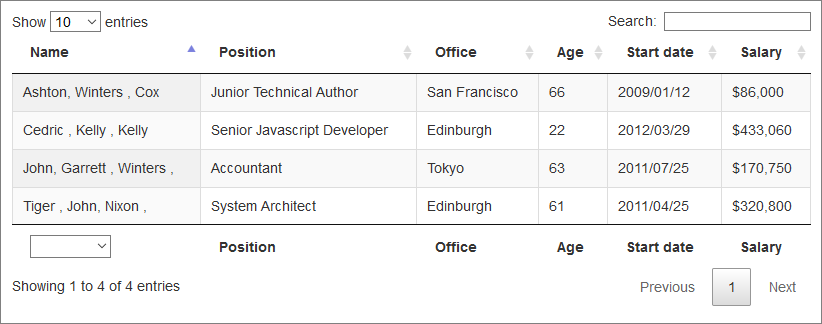 Show 10 entries Search:
Name Position Office Age Start date Salary
Ashton, Winters , Cox Junior Technical Author San Francisco 66 2009/01/12 $86,000
Cedric , Kelly , Kelly Senior Javascript Developer Edinburgh 22 2012/03/29 $433,060
John, Garrett , Winters , Accountant Tokyo 63 2011/07/25 $170,750
Tiger , John, Nixon , System Architect Edinburgh 61 2011/04/25 $320,800
Position Office Age Start date Salary
Showing 1 to 4 of 4 entries Previous 1 Next